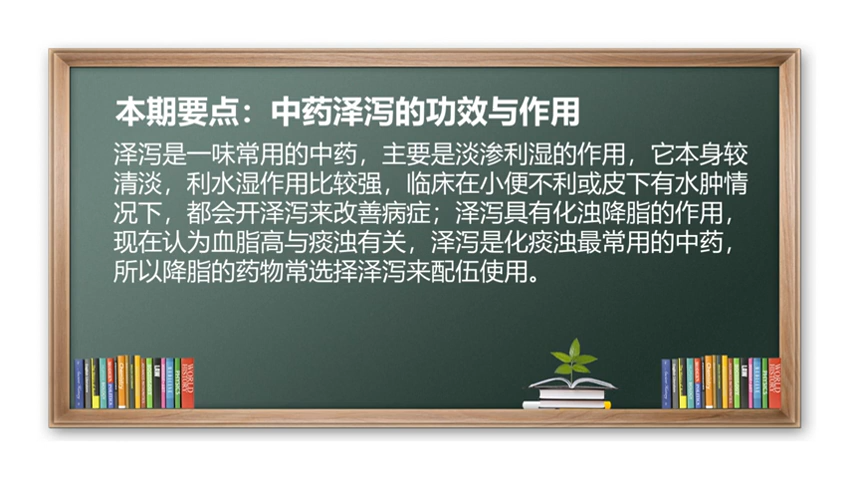 本期要点：中药泽泻的功效与作用
泽泻是一味常用的中药，主要是淡渗利湿的作用，它本身较
清淡，利水湿作用比较强，临床在小便不利或皮下有水肿情
况下，都会开泽泻来改善病症；泽泻具有化浊降脂的作用，
现在认为血脂高与痰浊有关，泽泻是化痰浊最常用的中药，
所以降脂的药物常选择泽泻来配伍使用。
WORLD HISTORY
WORLD HISTORY